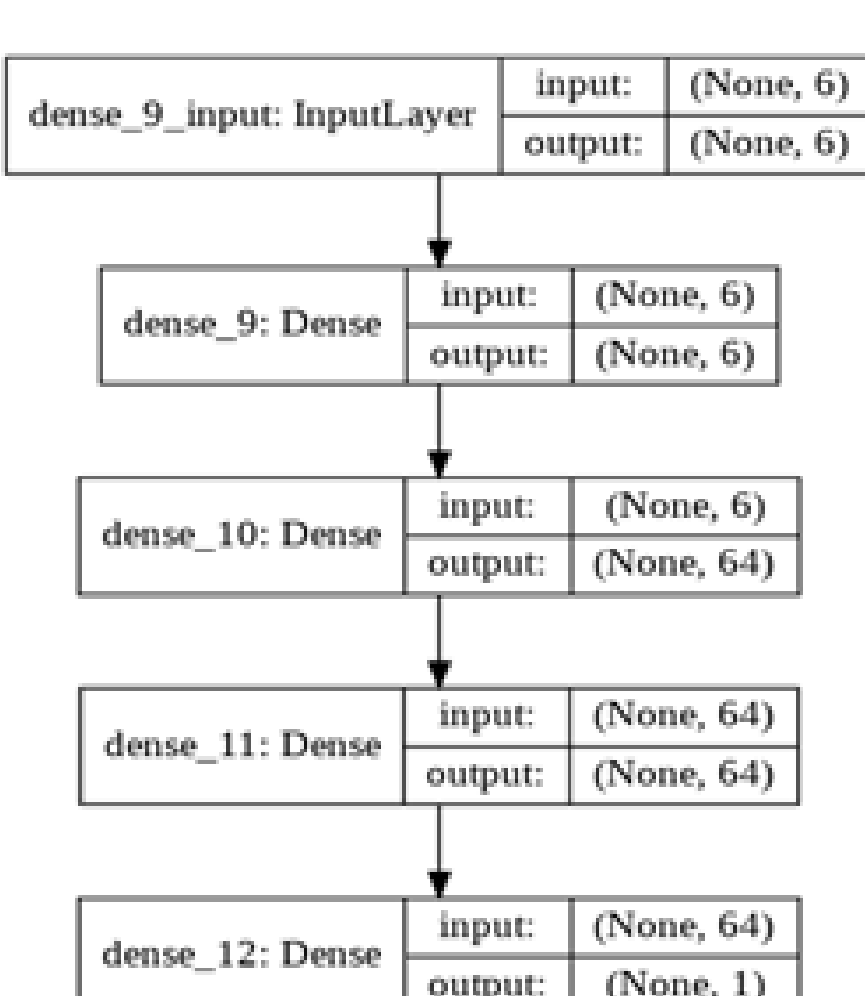 input: (None, 6)
dense_9_input: InputLayer
output: (None, 6)
input: (None, 6)
dense_9: Dense
output: (None, 6)
input: (None, 6)
dense_10: Dense
output: (None, 64)
input: (None, 64)
dense_11: Dense
output: (None, 64)
input: (None, 64)
dense_12: Dense
output: (None, 1)